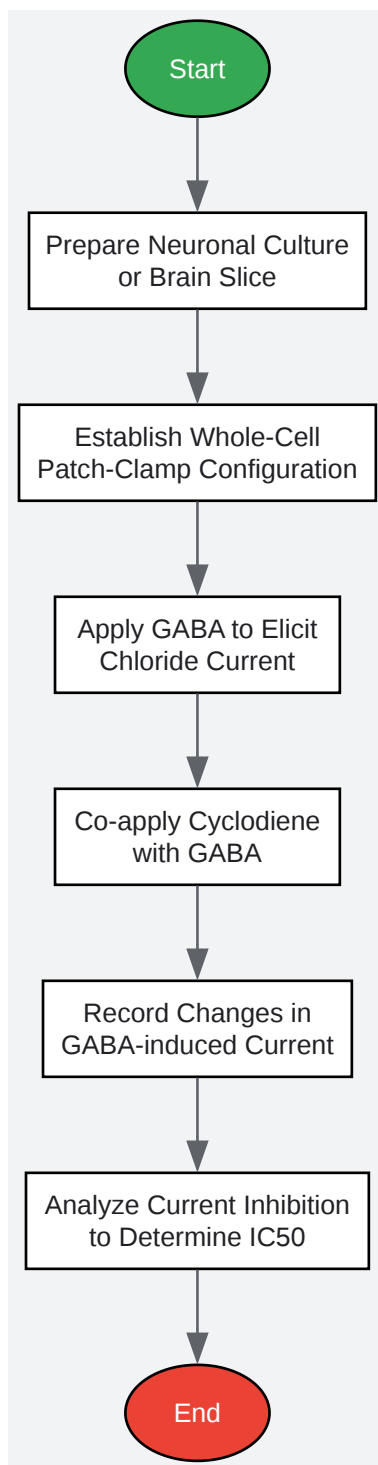 Start
Prepare Neuronal Culture
or Brain Slice
Establish Whole-Cell
Patch-Clamp Configuration
Apply GABA to Elicit
Chloride Current
Co-apply Cyclodiene
with GABA
Record Changes in
GABA-induced Current
Analyze Current Inhibition
to Determine IC50
End